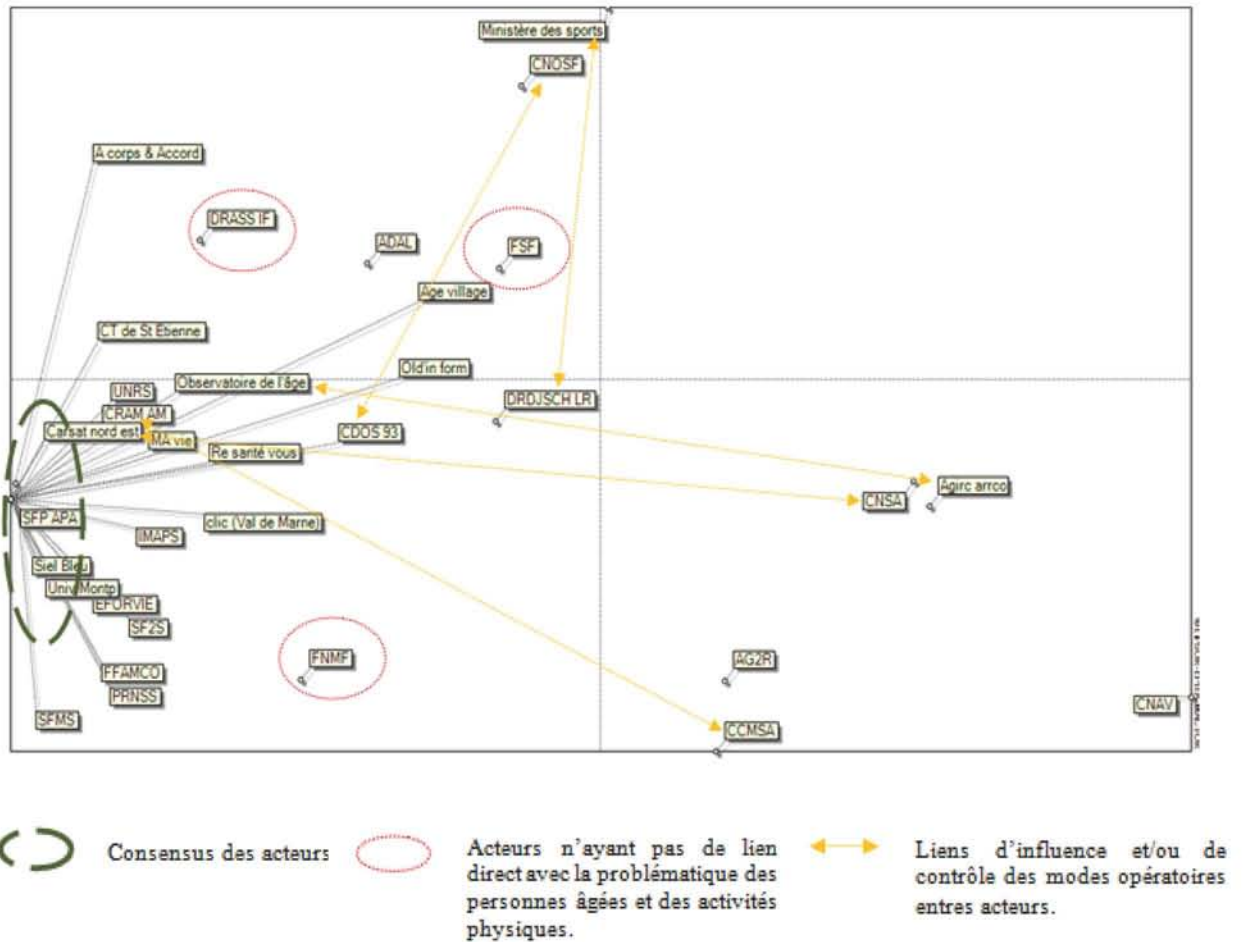 Ministère des sports
CNOSF
A corps & Accord
DRASS IF
ADAL
FSF
Age village
CT de St Etienne
Old'in form
Observatoire de l'âge
UNRS
DRDJSCH LR
CRAM AM
Carsat nord est
MA vie
CDOS 93
Re santé vous
Agirc arrco
CNSA
SFP APA
clic (Val de Marne)
IMAPS
Siel Bleu
Univ Montp
EFORVIE
SF2S
FNMF
AG2R
FFAMCO
PRNSS
CNAV
SFMS
CCMSA
Consensus des acteurs
Acteurs n'ayant pas de lien
direct avec la problématique des
personnes âgées et des activités
physiques.
Liens d'influence et/ou de
contrôle des modes opératoires
entres acteurs.